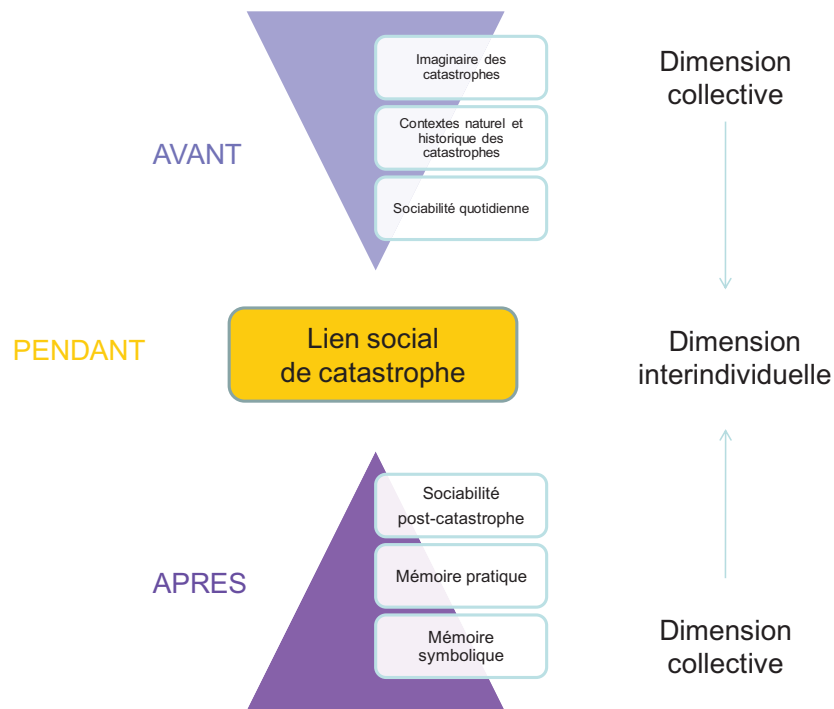 Imaginaire des
catastrophes
Dimension
collective
AVANT
Contextes naturel et
historique des
catastrophes
Sociabilité quotidienne
PENDANT
Lien social
de catastrophe
Dimension
interindividuelle
APRES
Sociabilité
post-catastrophe
Mémoire pratique
Mémoire
symbolique
Dimension
collective